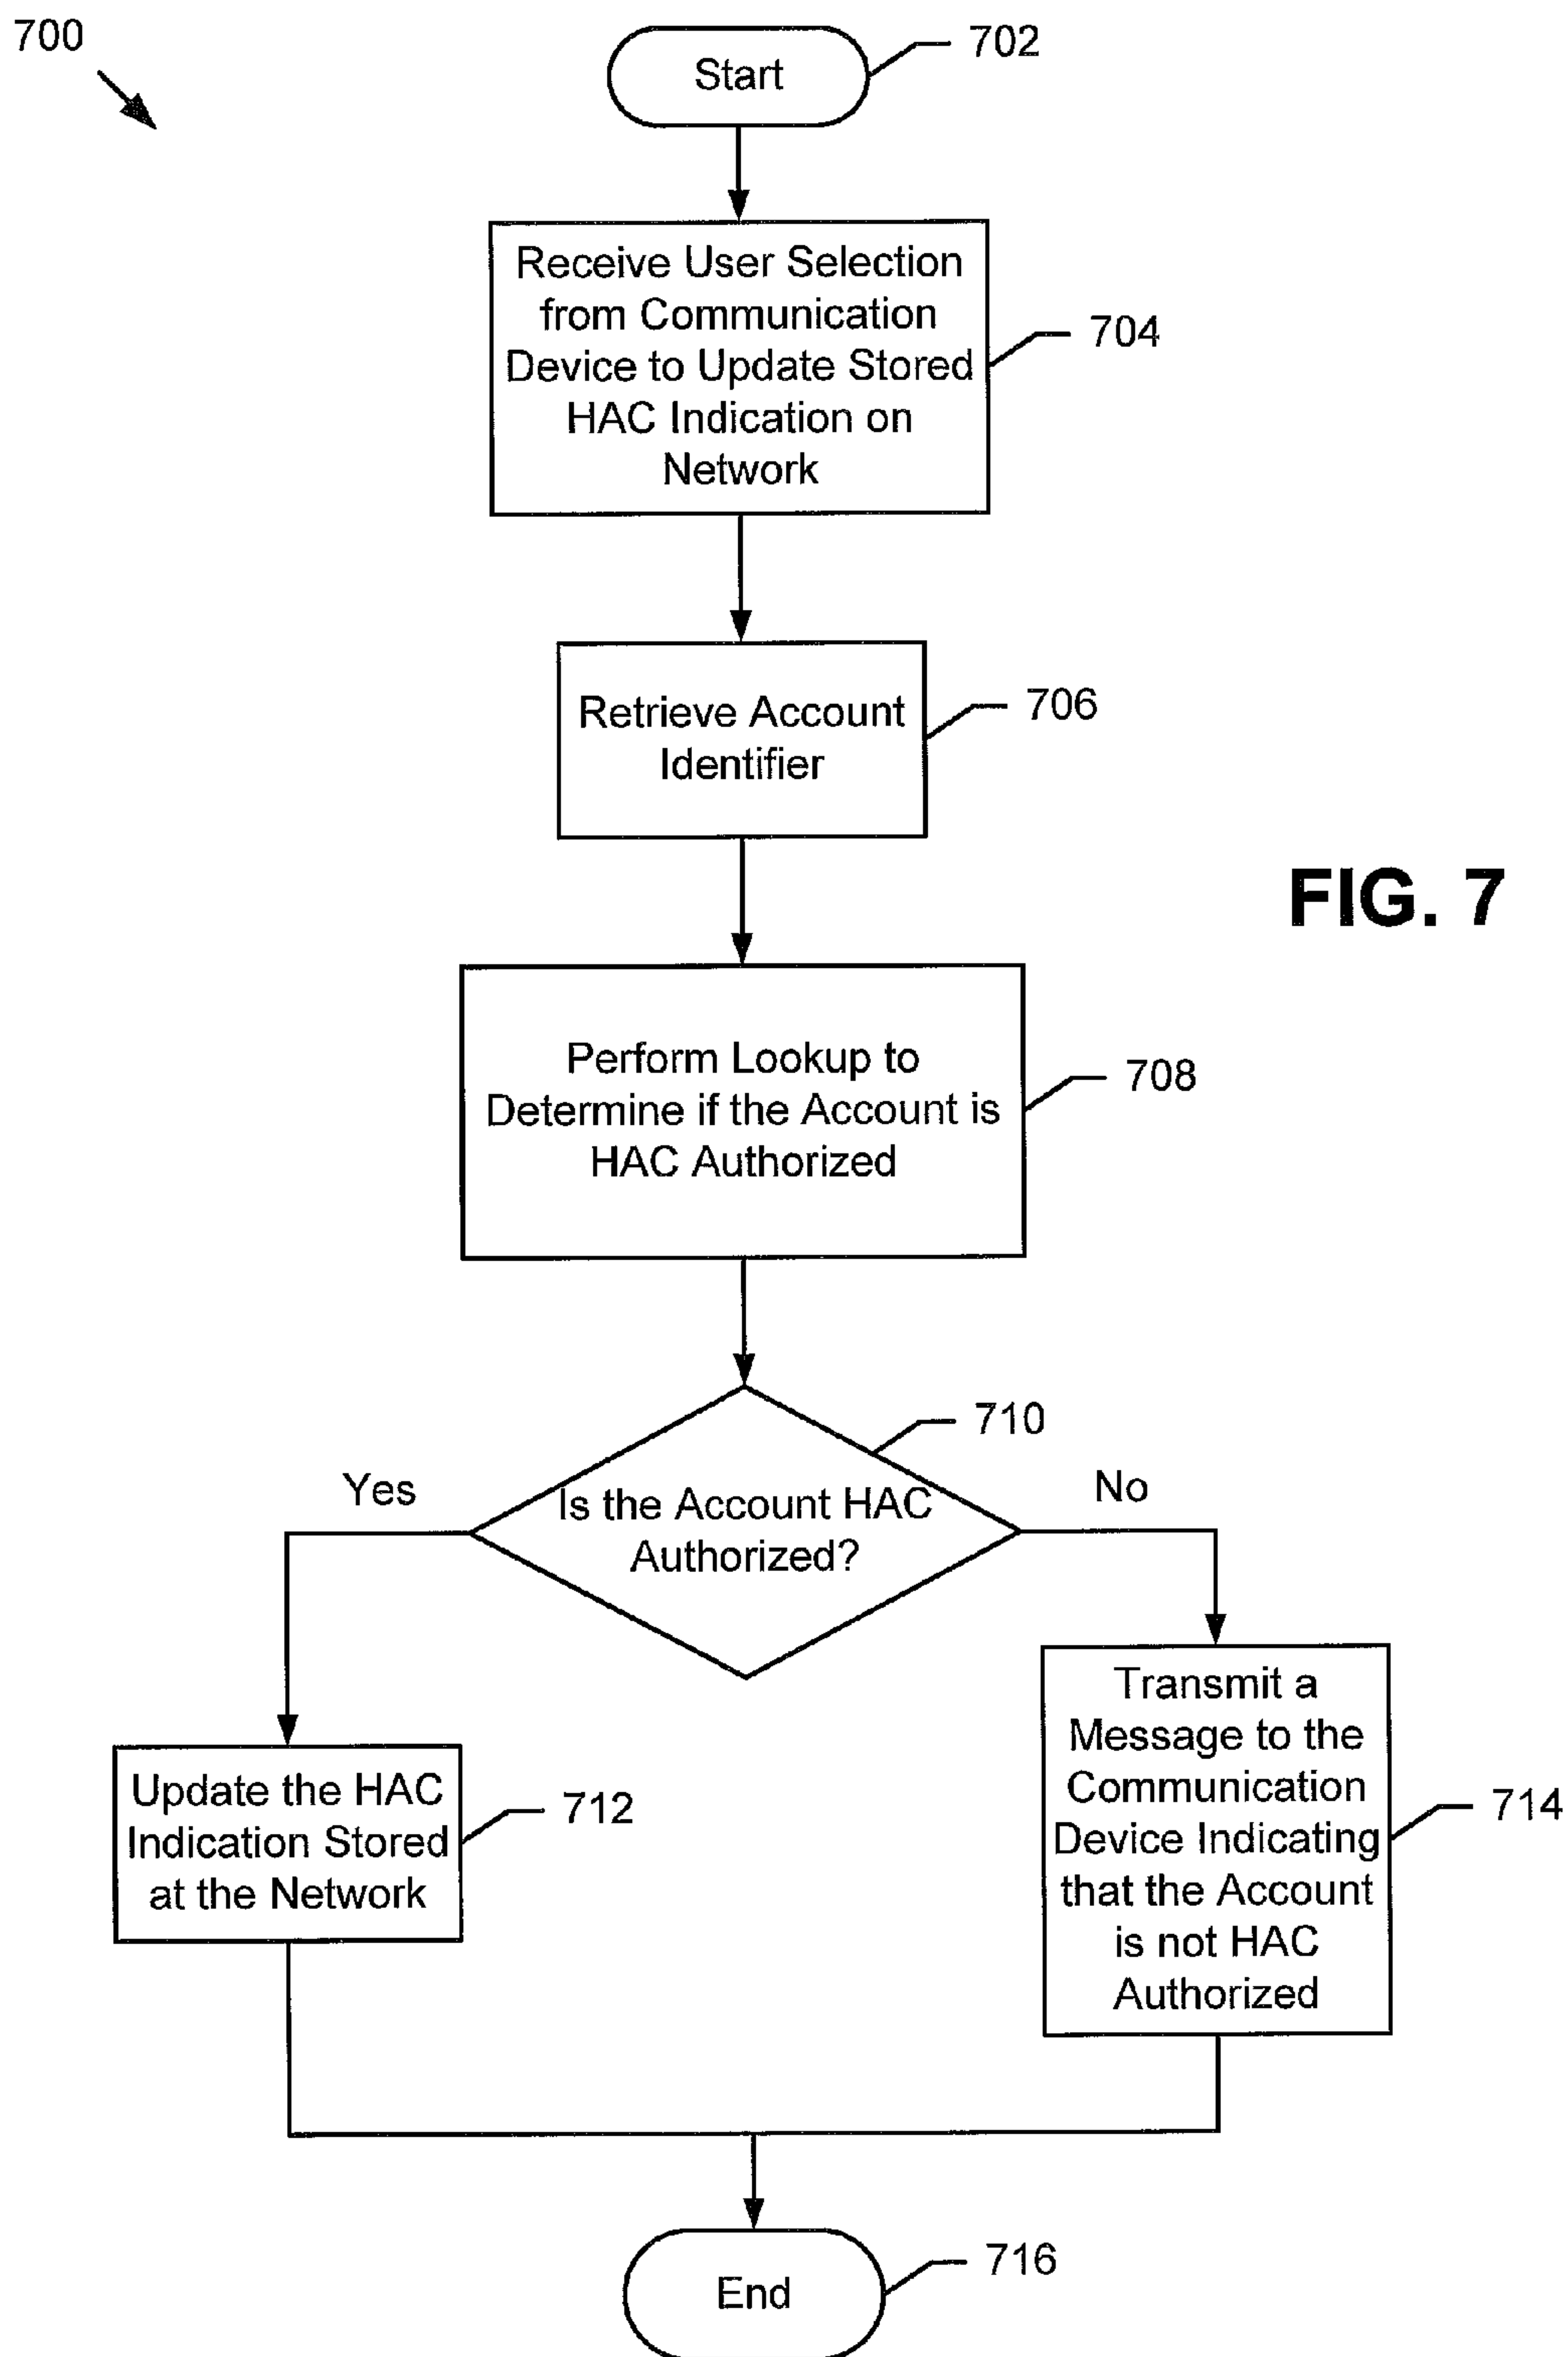 700
Start
702
Receive User Selection
from Communication
Device to Update Stored
HAC Indication on
Network
704
Retrieve Account
Identifier
706
FIG. 7
Perform Lookup to
Determine if the Account is
HAC Authorized
708
710
Is the Account HAC
Authorized?
Yes
No
Update the HAC
Indication Stored
at the Network
712
Transmit a
Message to the
Communication
Device Indicating
that the Account
is not HAC
Authorized
714
End
716